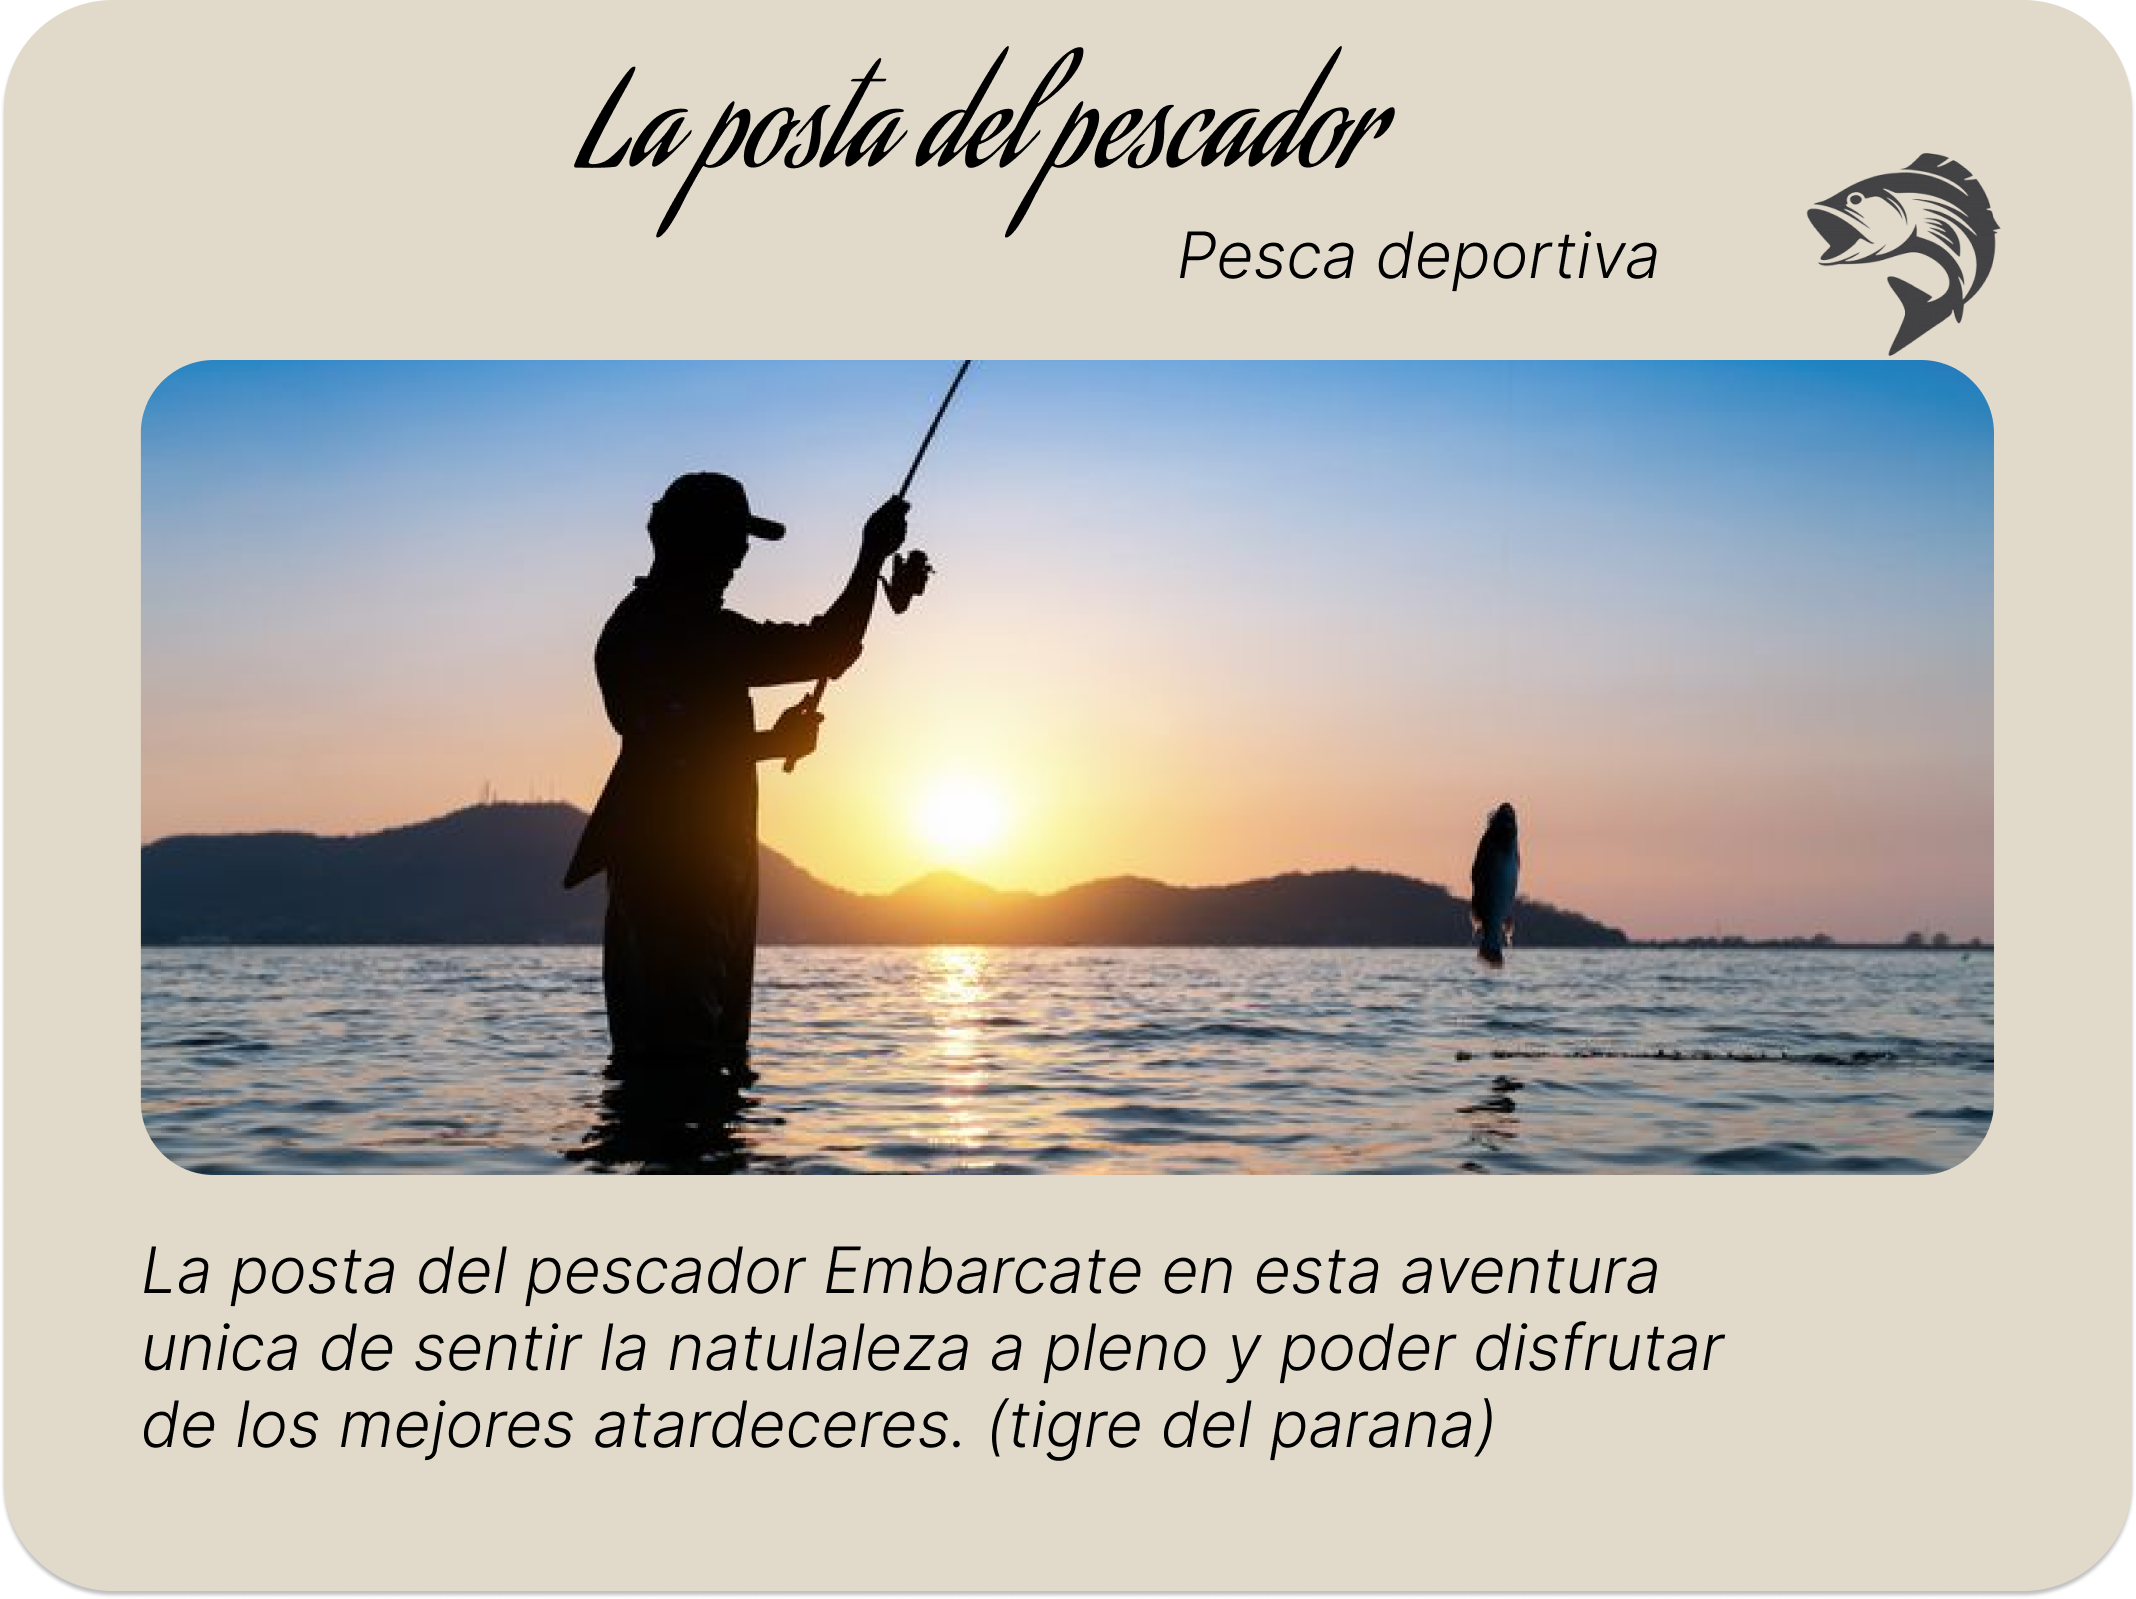 La posta del pescador
Pesca deportiva
La posta del pescador Embarcate en esta aventura
unica de sentir la natulaleza a pleno y poder disfrutar
de los mejores atardeceres. (tigre del parana)